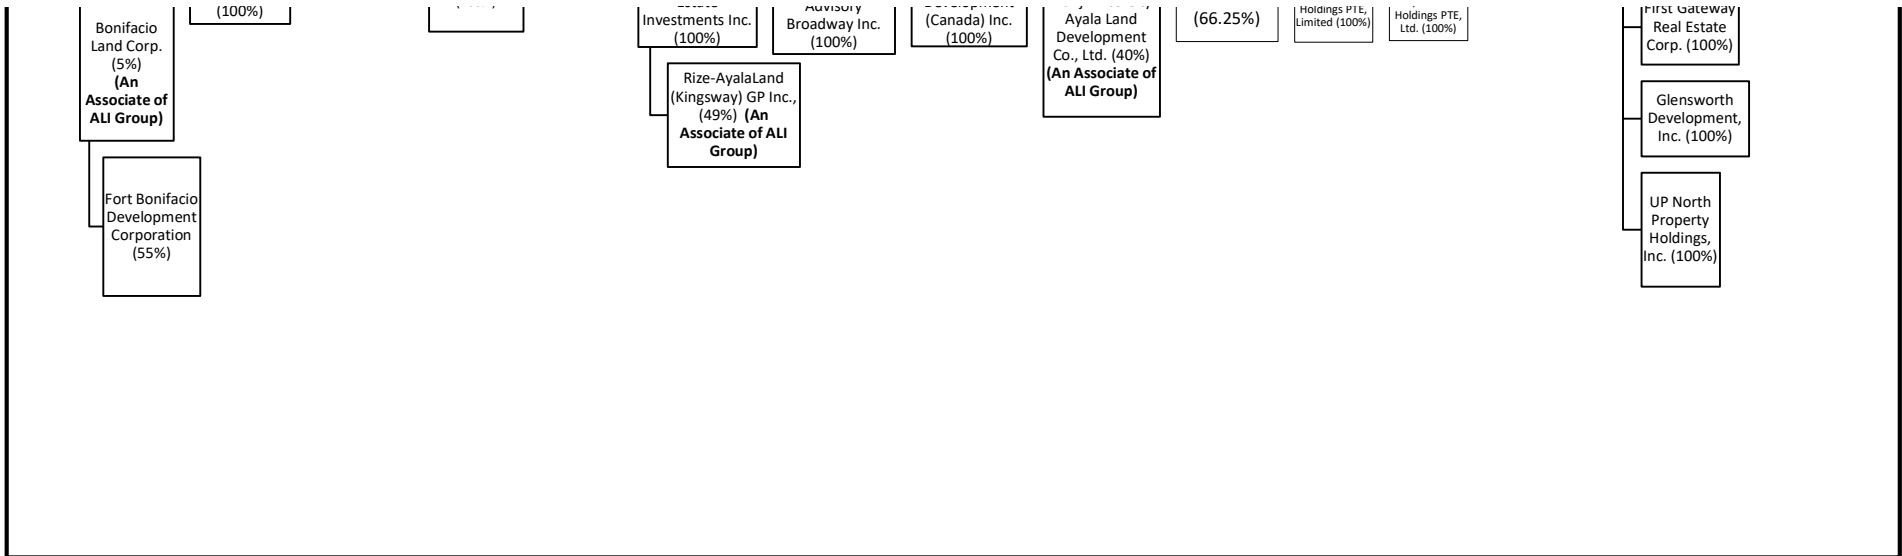 (100%)
Bonifacio
Land Corp.
(5%)
(An
Associate of
ALI Group)
Fort Bonifacio
Development
Corporation
(55%)
Estate
Investments Inc.
(100%)
Rize-AyalaLand
(Kingsway) GP Inc.,
(49%) (An
Associate of ALI
Group)
Advisory
Broadway Inc.
(100%)
Development
(Canada) Inc.
(100%)
Ayala Land
Development
Co., Ltd. (40%)
(An Associate of
ALI Group)
(66.25%)
Holdings PTE,
Limited (100%)
Holdings PTE,
Ltd. (100%)
First Gateway
Real Estate
Corp. (100%)
Glensworth
Development,
Inc. (100%)
UP North
Property
Holdings,
Inc. (100%)